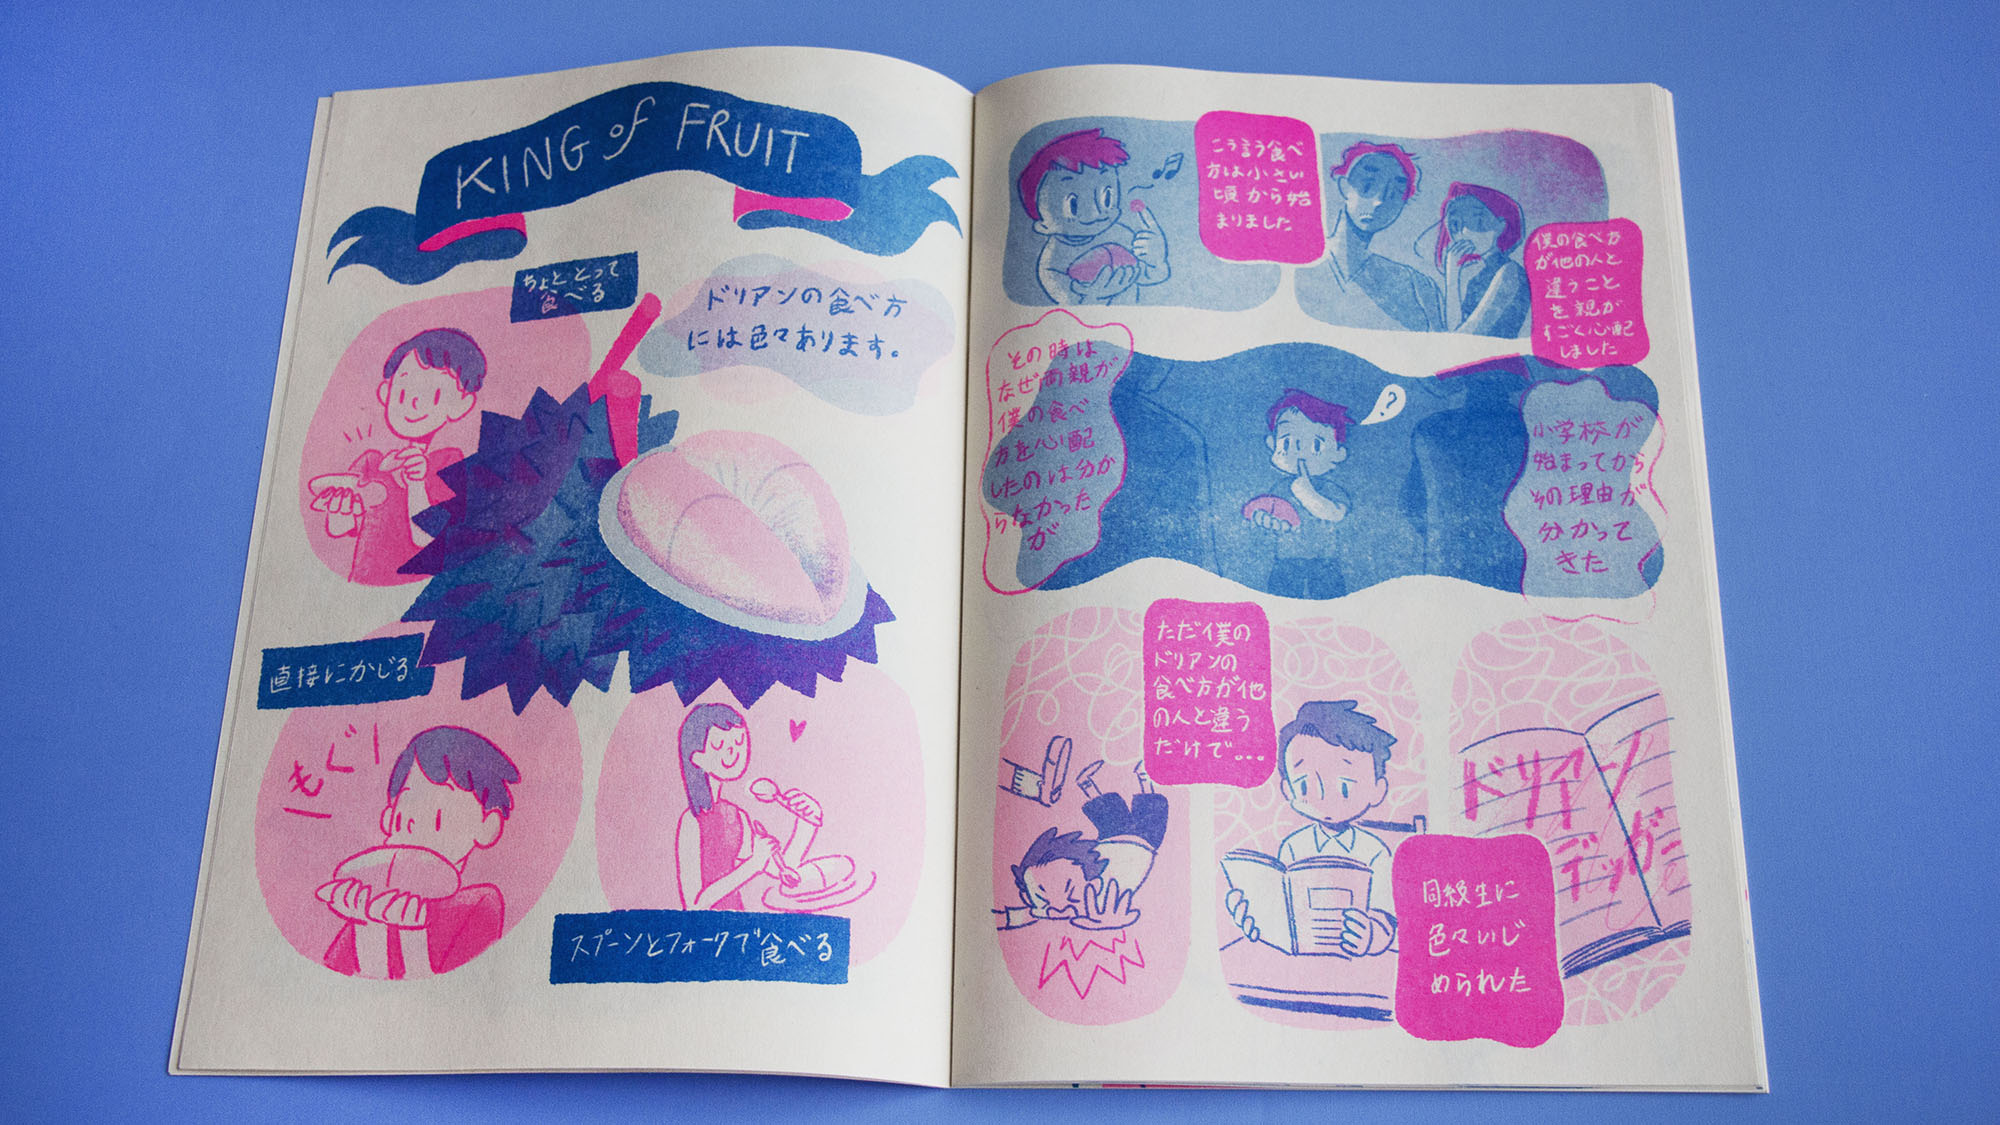 KING of FRUIT
ちょととって
食べる
ドリアンの食べ方
には色々あります。
直接にかじる
もぐ!
スプーンとフォークで食べる
こう言う食べ
方は小さい
頃から始
まりました
僕の食べ方
が他の人と
違うこと
を親が
すごく心配
しました
その時は
なぜ両親が
僕の食べ
方を心配
したのは分か
らなかった
が
?
小学校が
始まってから
その理由が
分かって
きた
ただ僕の
ドリアンの
食べ方が他
の人と違う
だけで...
同級生に
色々いじ
められた
ドリアン